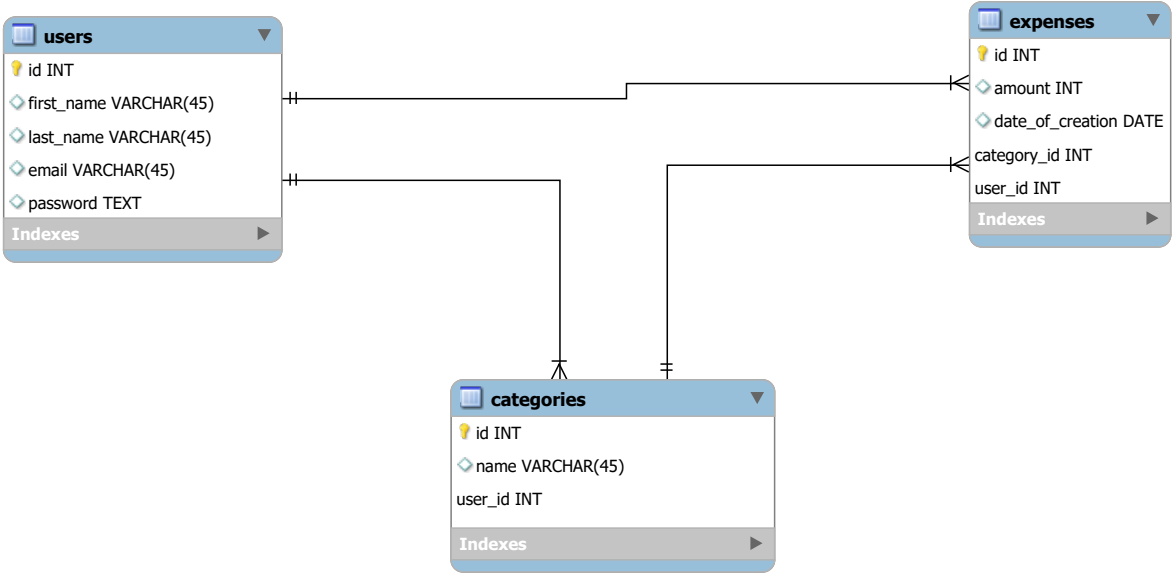 users
id INT
first_name VARCHAR(45)
last_name VARCHAR(45)
email VARCHAR(45)
password TEXT
Indexes
expenses
id INT
amount INT
date_of_creation DATE
category_id INT
user_id INT
Indexes
categories
id INT
name VARCHAR(45)
user_id INT
Indexes